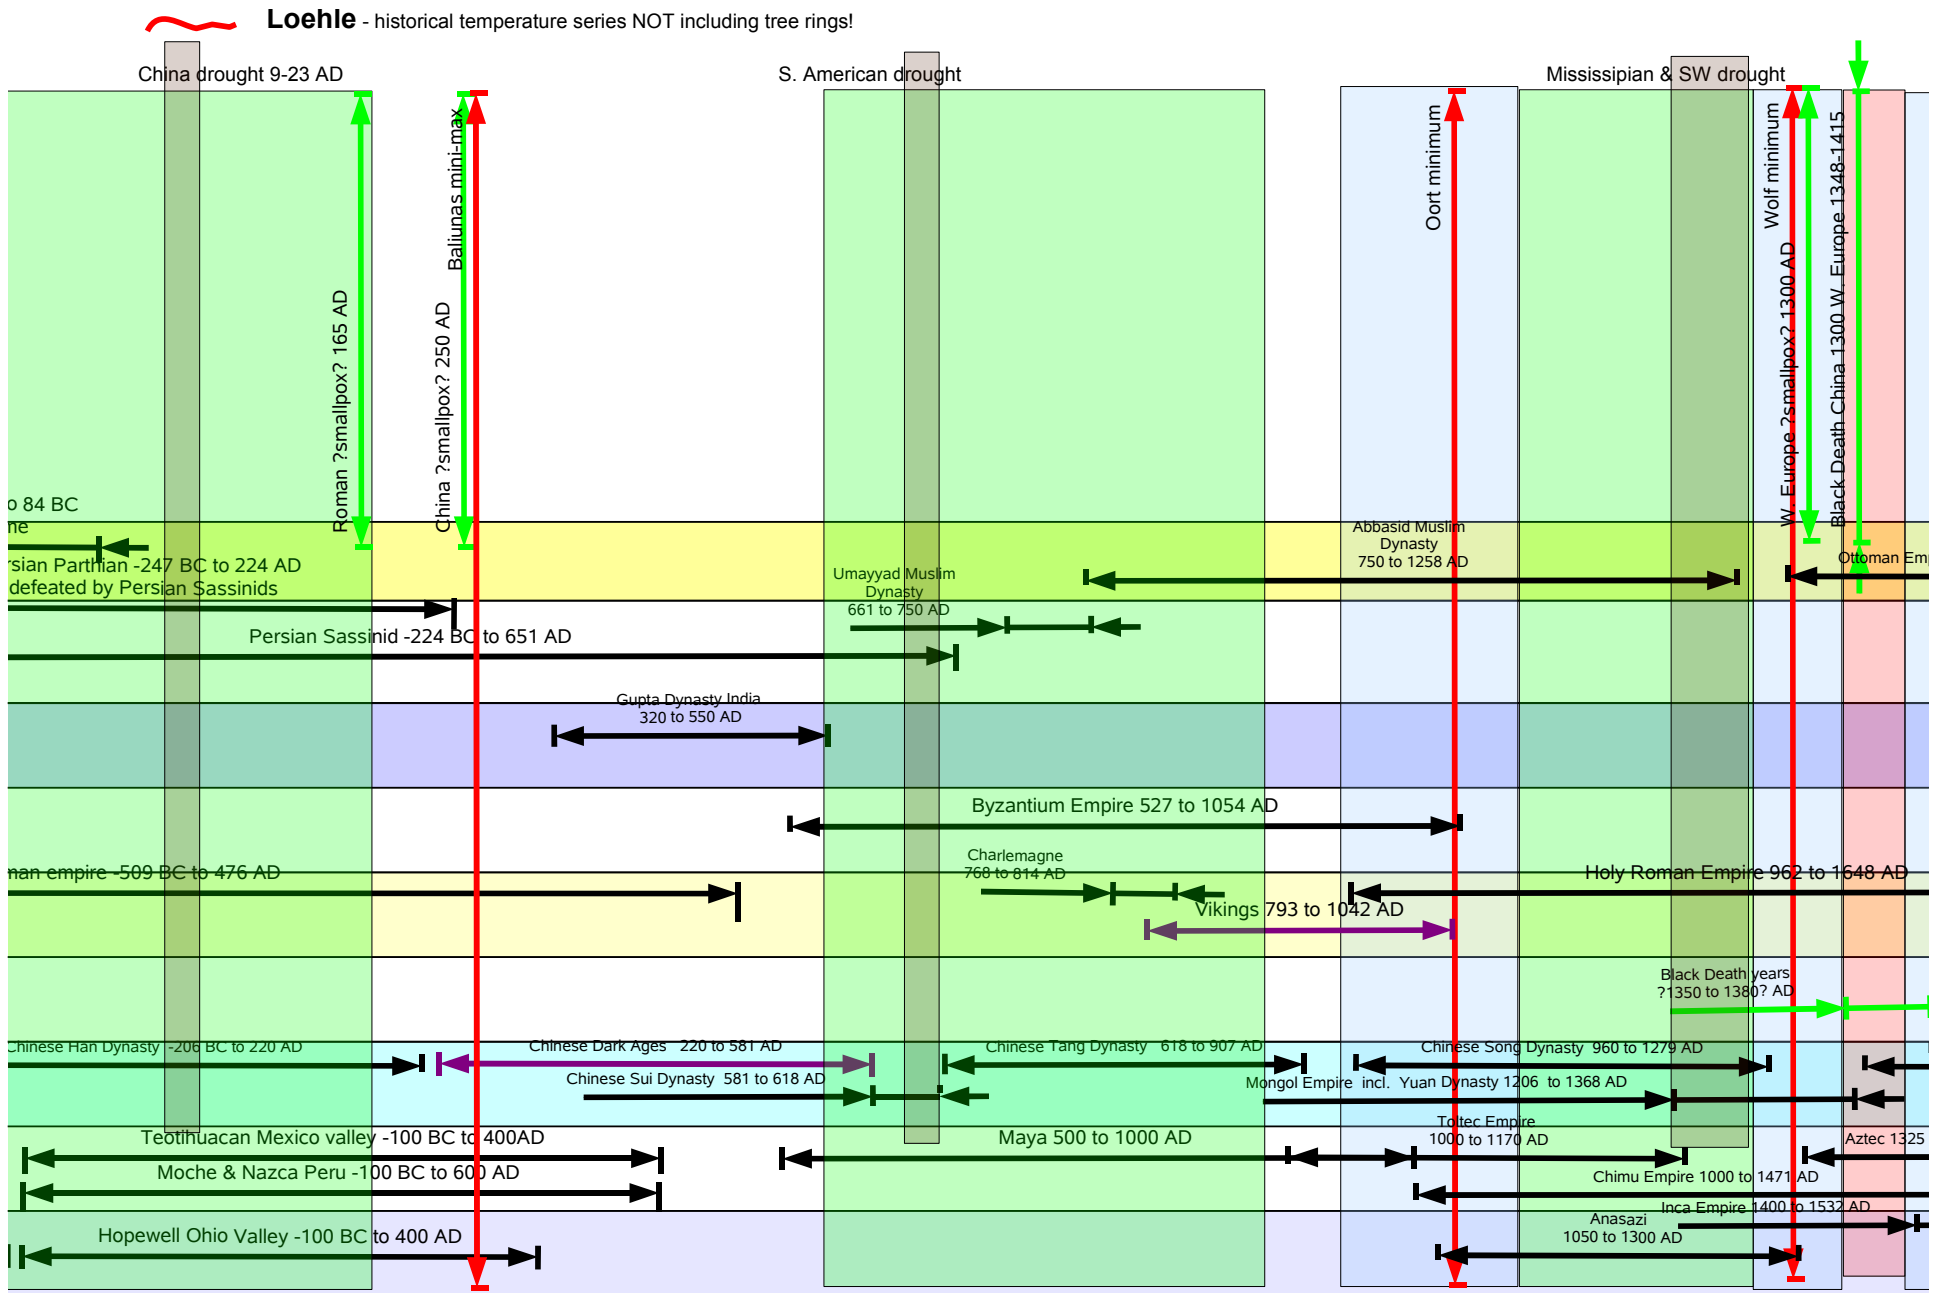 Loehle - historical temperature series NOT including tree rings!
China drought 9-23 AD
S. American drought
Mississipian & SW drought
Roman ?smallpox? 165 AD
China ?smallpox? 250 AD
Baliunas mini-max
Oort minimum
Wolf minimum
W. Europe ?smallpox? 1300 AD
Black Death China 1300 W. Europe 1348-1415
o 84 BC
ne
rsian Parthian -247 BC to 224 AD
defeated by Persian Sassinids
Abbasid Muslim
Dynasty
750 to 1258 AD
Ottoman Em
Umayyad Muslim
Dynasty
661 to 750 AD
Persian Sassinid -224 BC to 651 AD
Gupta Dynasty India
320 to 550 AD
Byzantium Empire 527 to 1054 AD
man empire -509 BC to 476 AD
Charlemagne
768 to 814 AD
Holy Roman Empire 962 to 1648 AD
Vikings 793 to 1042 AD
Black Death years
?1350 to 1380? AD
Chinese Han Dynasty -206 BC to 220 AD
Chinese Dark Ages 220 to 581 AD
Chinese Tang Dynasty 618 to 907 AD
Chinese Song Dynasty 960 to 1279 AD
Chinese Sui Dynasty 581 to 618 AD
Mongol Empire incl. Yuan Dynasty 1206 to 1368 AD
Teotihuacan Mexico valley -100 BC to 400AD
Maya 500 to 1000 AD
Toltec Empire
1000 to 1170 AD
Aztec 1325
Moche & Nazca Peru -100 BC to 600 AD
Chimu Empire 1000 to 1471 AD
Inca Empire 1400 to 1532 AD
Anasazi
1050 to 1300 AD
Hopewell Ohio Valley -100 BC to 400 AD